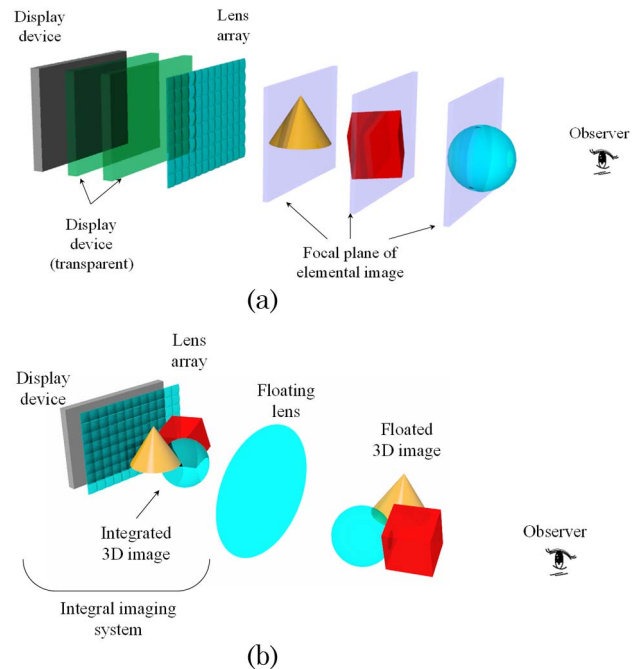 Display
device
Lens
array
Observer
Display
device
(transparent)
Focal plane of
elemental image
(a)
Lens
array
Display
device
Floating
lens
Floated
3D image
Integrated
3D image
Observer
Integral imaging
system
(b)